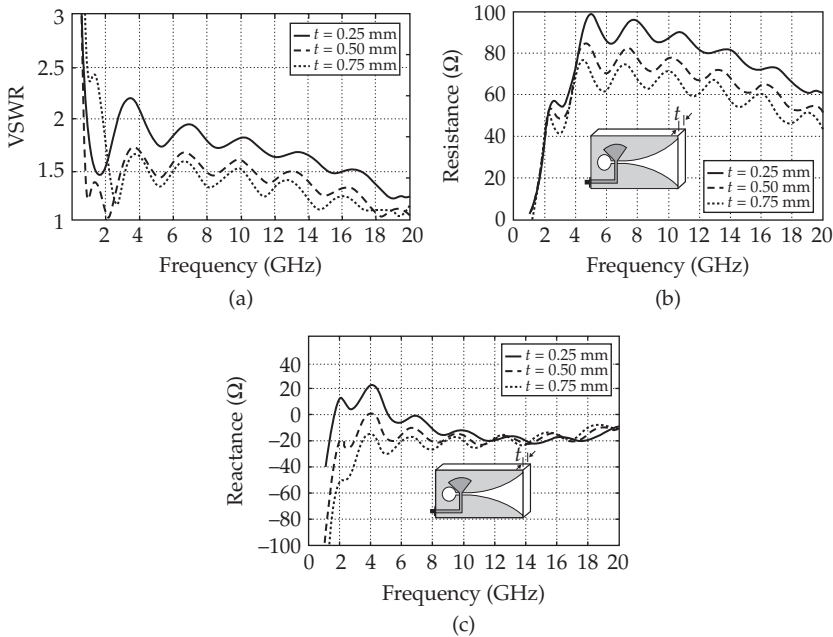 3
2.5
2
1.5
1
VSWR
t = 0.25 mm
t = 0.50 mm
t = 0.75 mm
2 4 6 8 10 12 14 16 18 20
Frequency (GHz)
(a)
100
80
60
40
20
0
Resistance (Ω)
t
t = 0.25 mm
t = 0.50 mm
t = 0.75 mm
0 2 4 6 8 10 12 14 16 18 20
Frequency (GHz)
(b)
40
20
0
−20
−40
−60
−80
−100
Reactance (Ω)
t = 0.25 mm
t = 0.50 mm
t = 0.75 mm
t
0 2 4 6 8 10 12 14 16 18 20
Frequency (GHz)
(c)